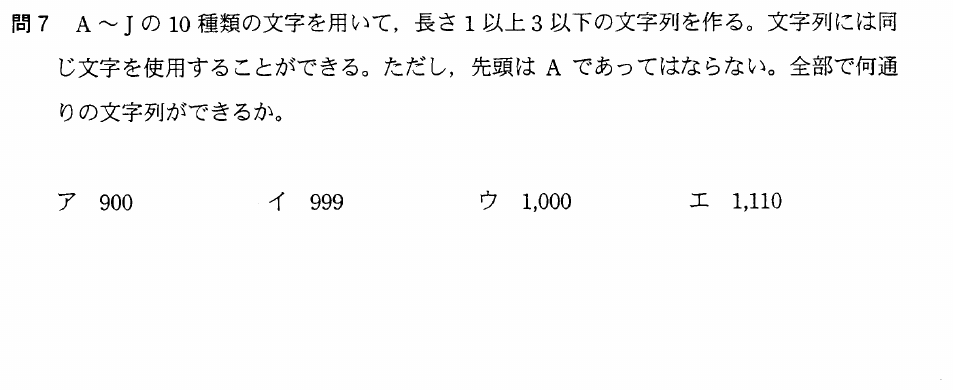 問7　A～Jの10種類の文字を用いて，長さ1以上3以下の文字列を作る。文字列には同
じ文字を使用することができる。ただし，先頭は A であってはならない。全部で何通
りの文字列ができるか。
ア　900　イ　999　ウ　1,000　エ　1,110